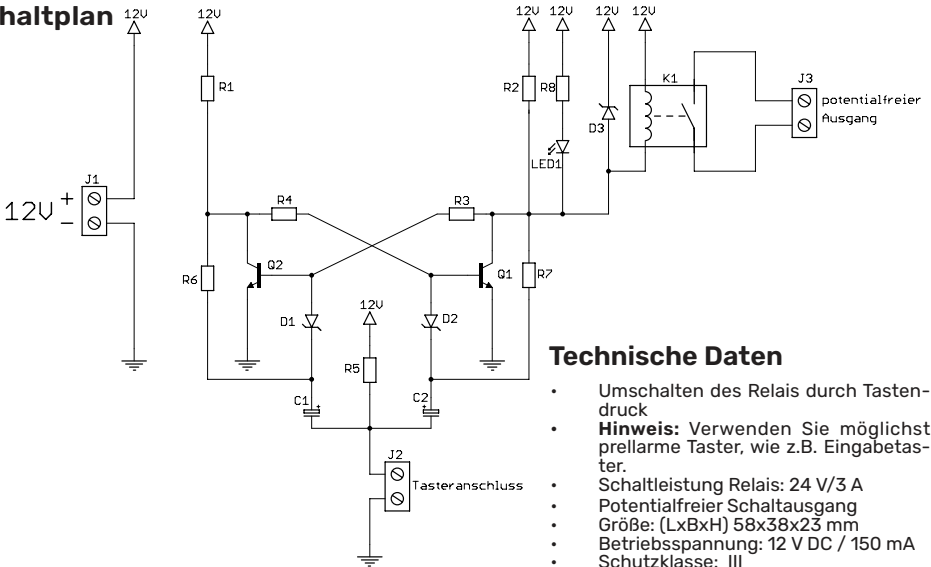 haltplan
12V
12V
12V
12V
12V
12V
R1
R2
R8
D3
K1
J3
potentialfreier
Ausgang
LED1
J1
12V
+
−
R4
R3
Q2
Q1
R6
R7
D1
12V
D2
R5
C1
+
C2
+
J2
Tasteranschluss
Technische Daten
• Umschalten des Relais durch Tasten-
druck
• Hinweis: Verwenden Sie möglichst
prellarme Taster, wie z.B. Eingabetas-
ter.
• Schaltleistung Relais: 24 V/3 A
• Potentialfreier Schaltausgang
• Größe: (LxBxH) 58x38x23 mm
• Betriebsspannung: 12 V DC / 150 mA
• Schutzklasse: III